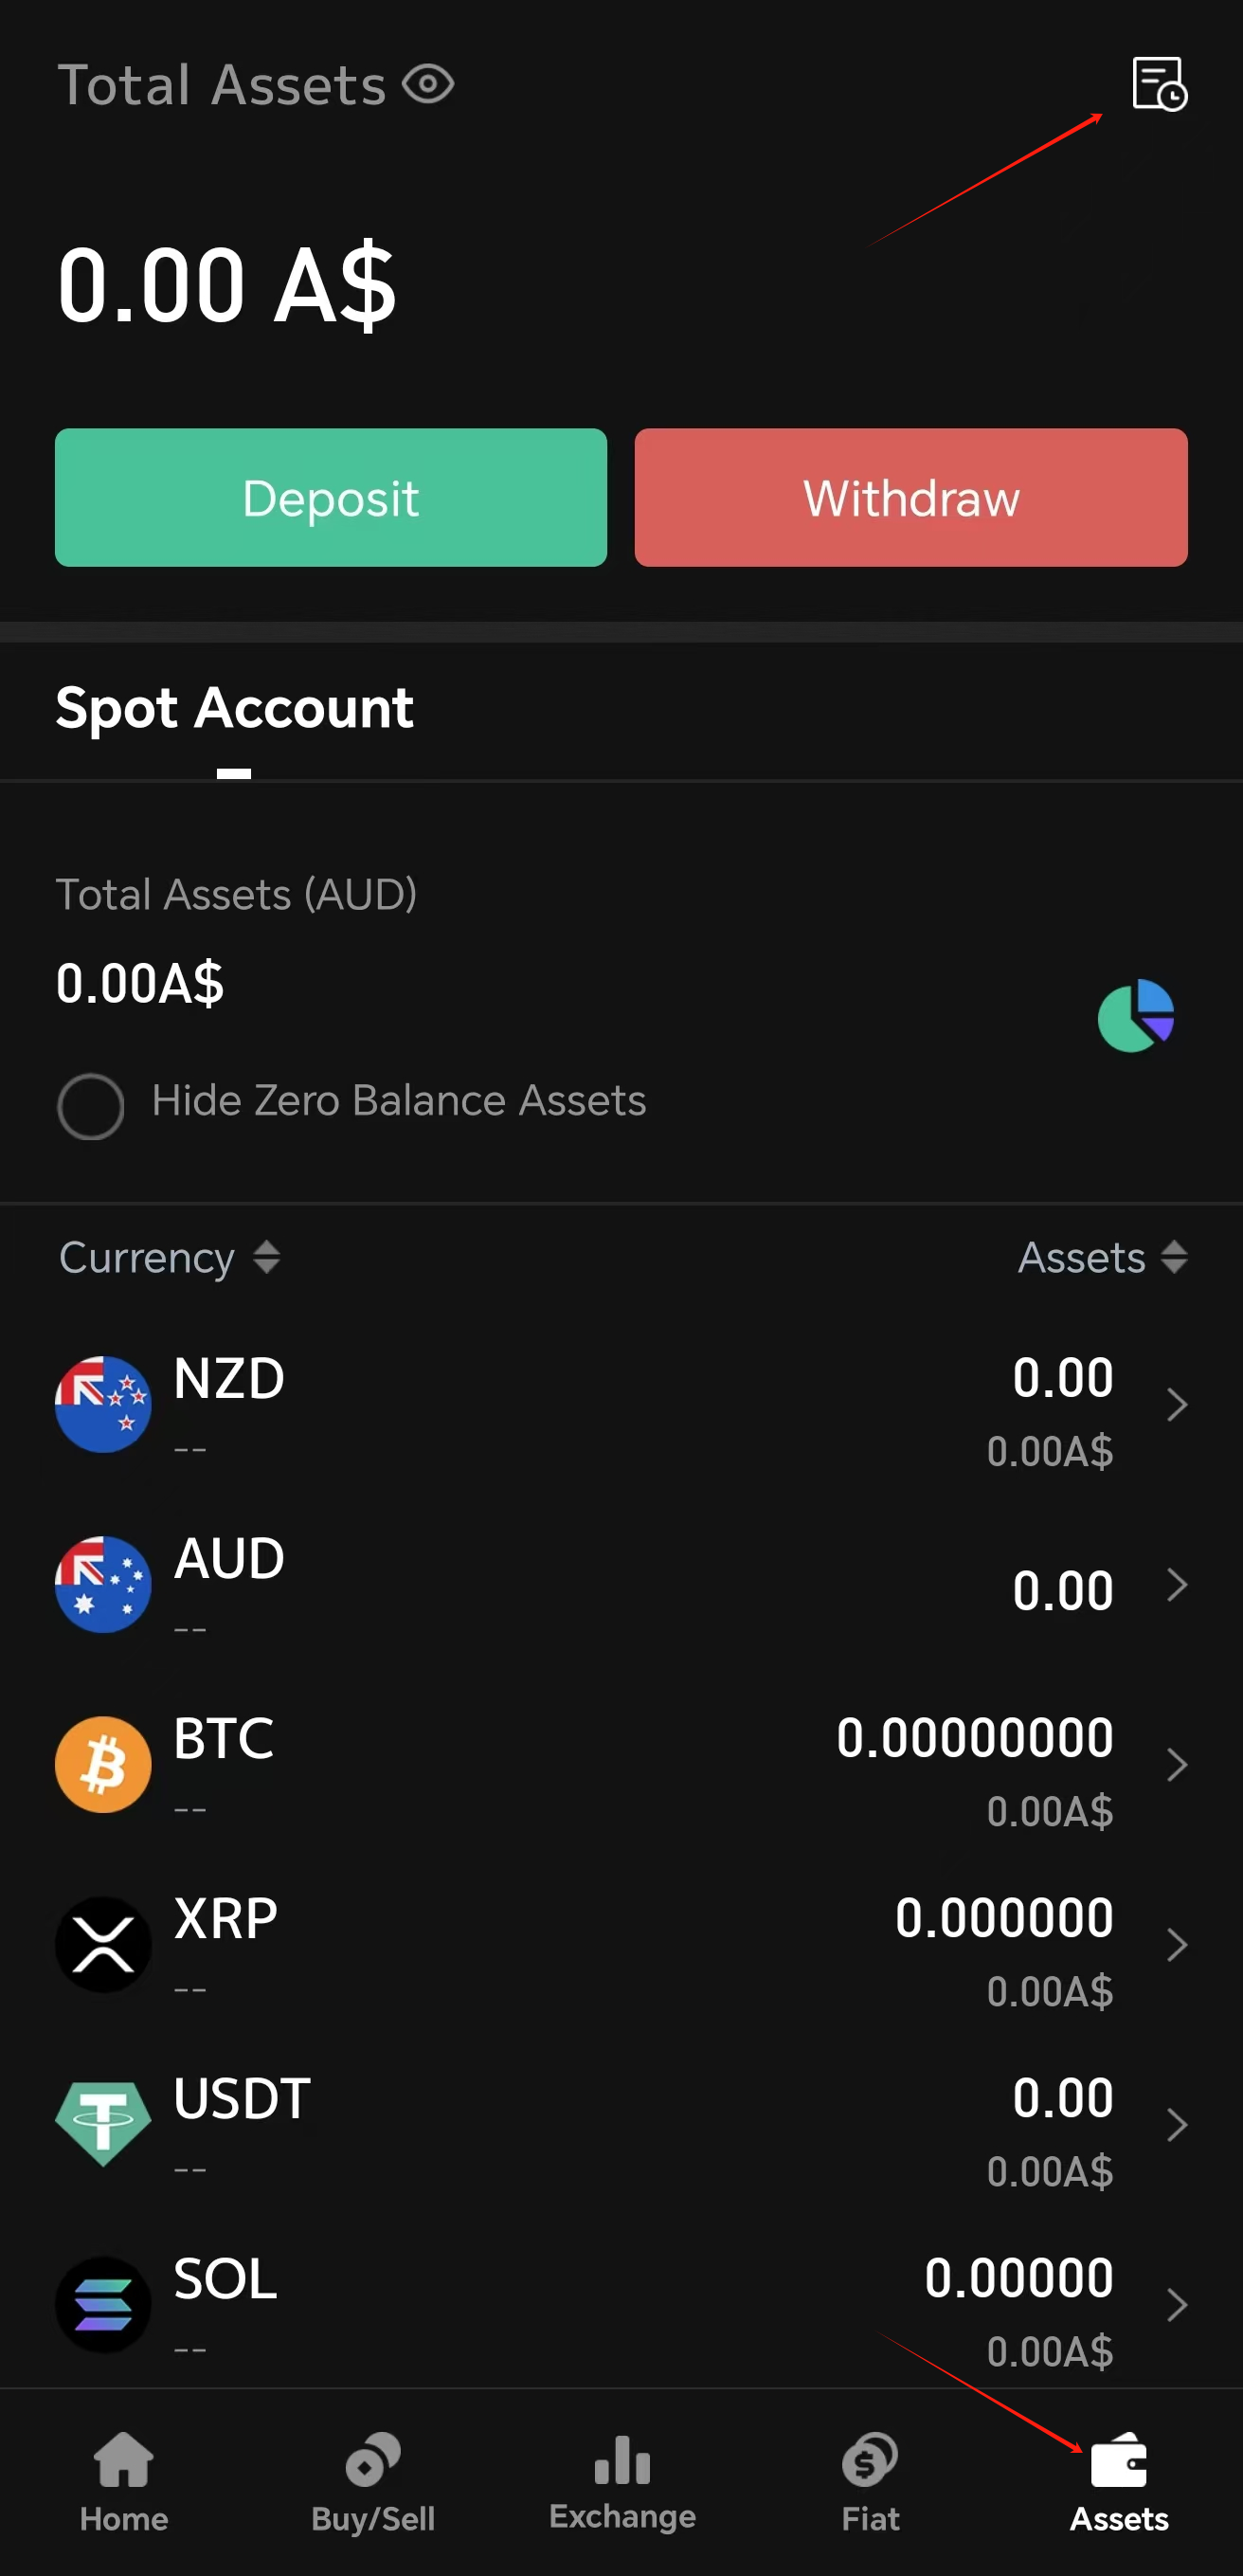 Total Assets
0.00 A$
Deposit
Withdraw
Spot Account
Total Assets (AUD)
0.00A$
Hide Zero Balance Assets
Currency
Assets
NZD
0.00
--
0.00A$
AUD
0.00
--
BTC
0.00000000
--
0.00A$
XRP
0.000000
--
0.00A$
USDT
0.00
--
0.00A$
SOL
0.00000
--
0.00A$
Home
Buy/Sell
Exchange
Fiat
Assets